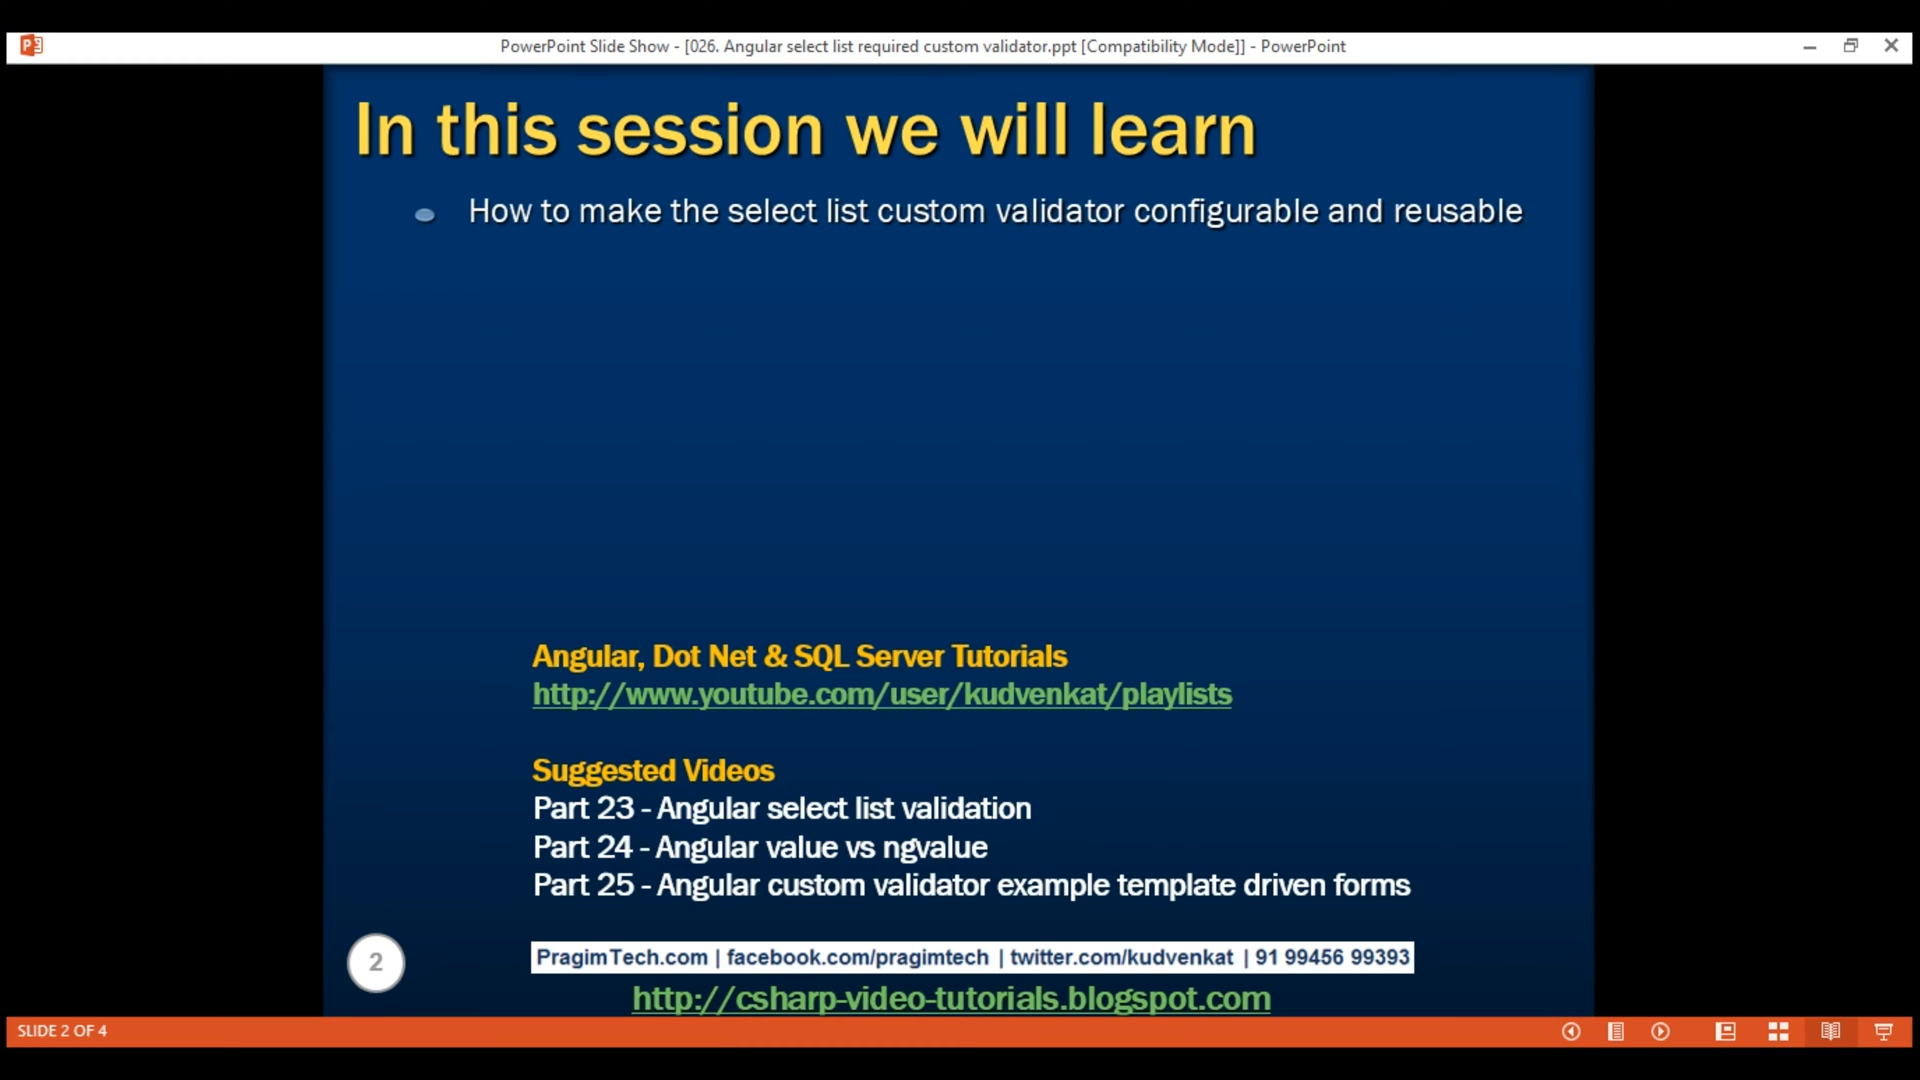 PowerPoint Slide Show - [026. Angular select list required custom validator.ppt [Compatibility Mode]] - PowerPoint
In this session we will learn
How to make the select list custom validator configurable and reusable
Angular, Dot Net & SQL Server Tutorials
http://www.youtube.com/user/kudvenkat/playlists
Suggested Videos
Part 23 - Angular select list validation
Part 24 - Angular value vs ngvalue
Part 25 - Angular custom validator example template driven forms
2
PragimTech.com | facebook.com/pragimtech | twitter.com/kudvenkat | 91 99456 99393
http://csharp-video-tutorials.blogspot.com
SLIDE 2 OF 4